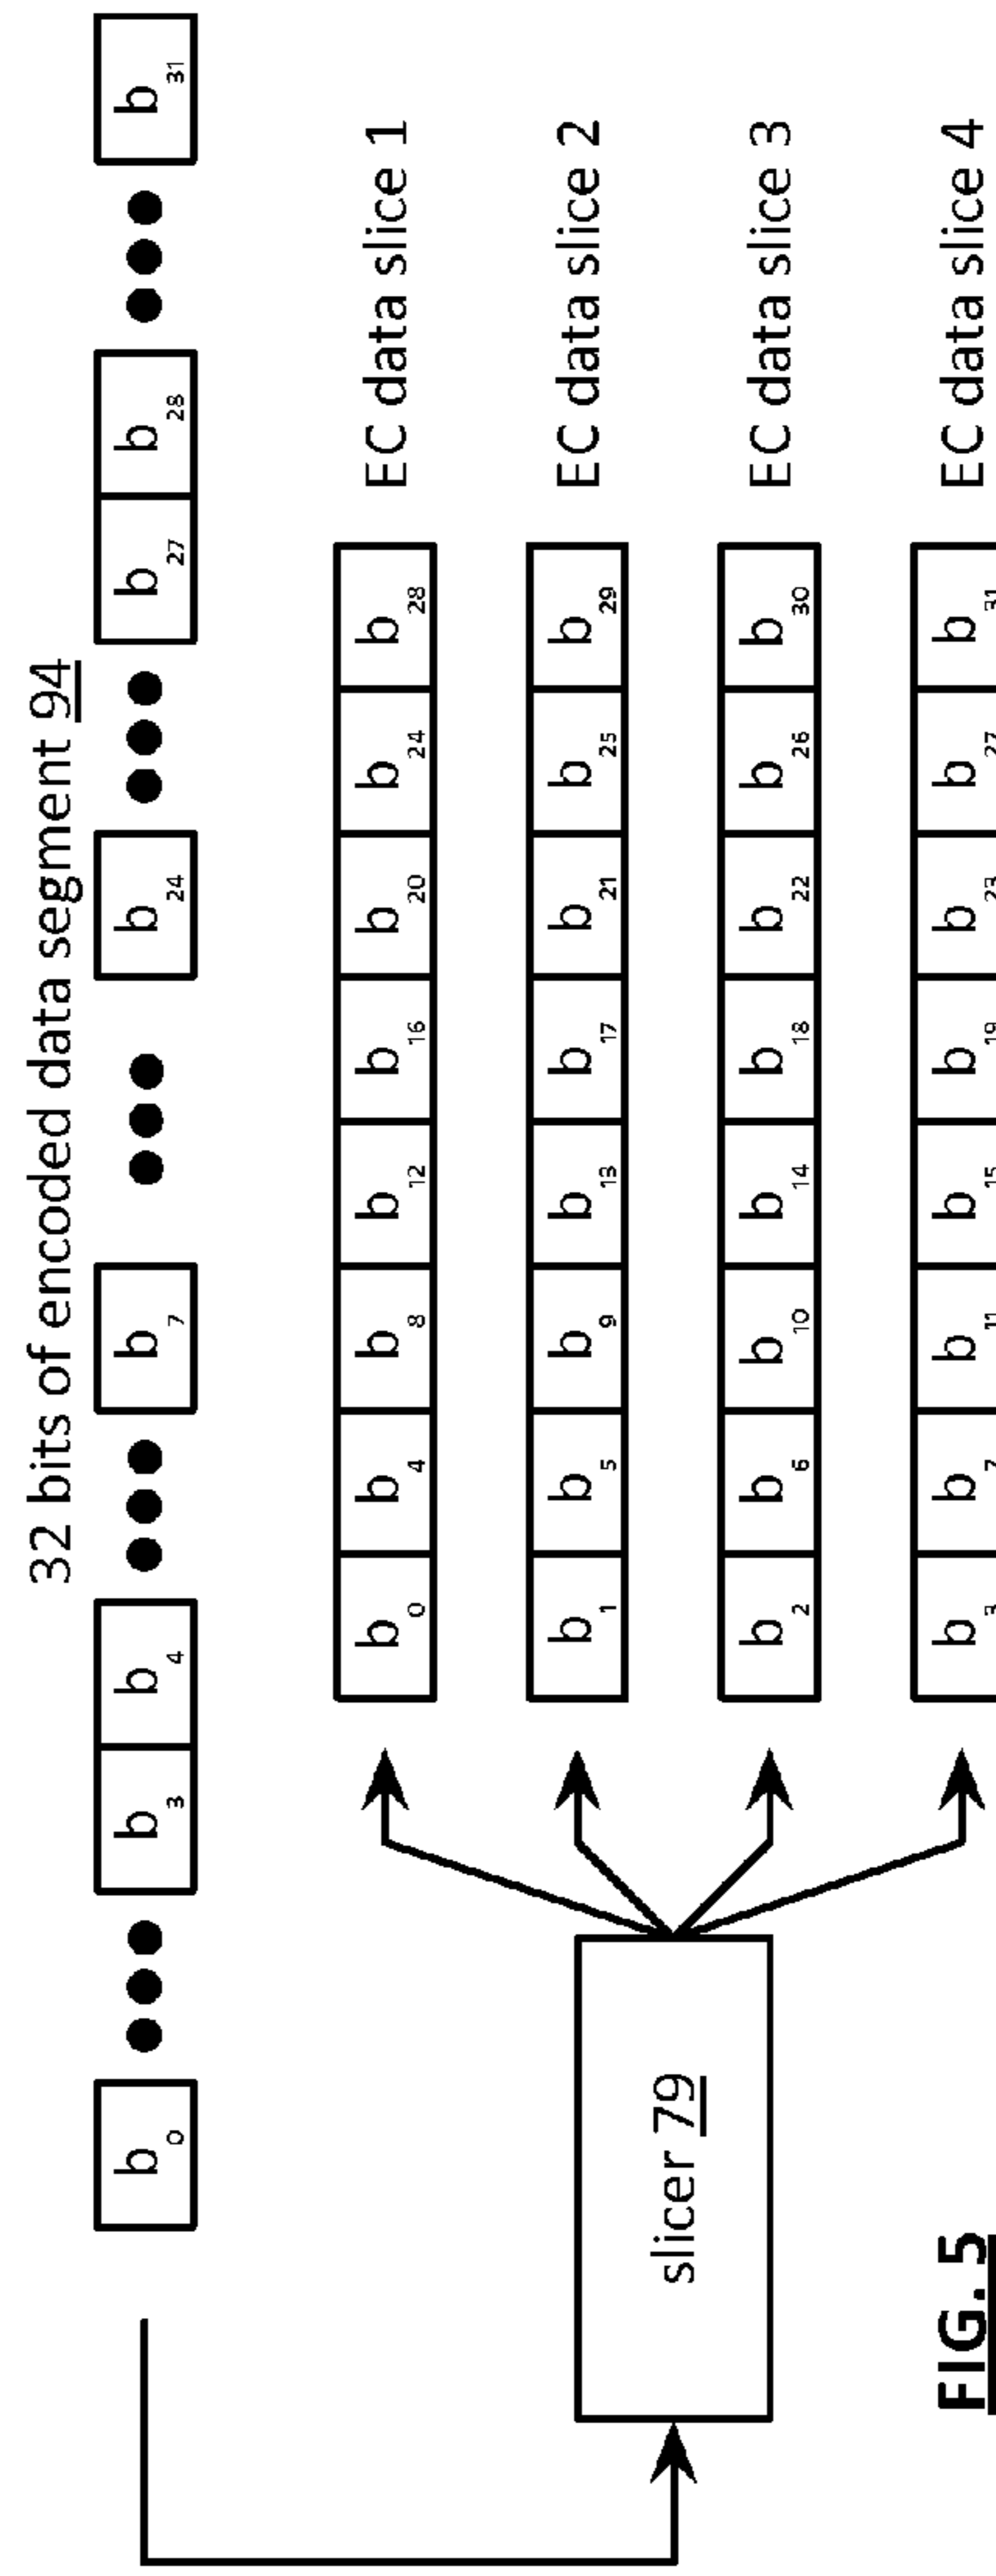 32 bits of encoded data segment 94
b0 ●●● b3 b4 ●●● b7 ●●● b24 ●●● b27 b28 ●●● b31
b0 b4 b8 b12 b16 b20 b24 b28 EC data slice 1
b1 b5 b9 b13 b17 b21 b25 b29 EC data slice 2
slicer 79
b2 b6 b10 b14 b18 b22 b26 b30 EC data slice 3
b3 b7 b11 b15 b19 b23 b27 b31 EC data slice 4
FIG. 5